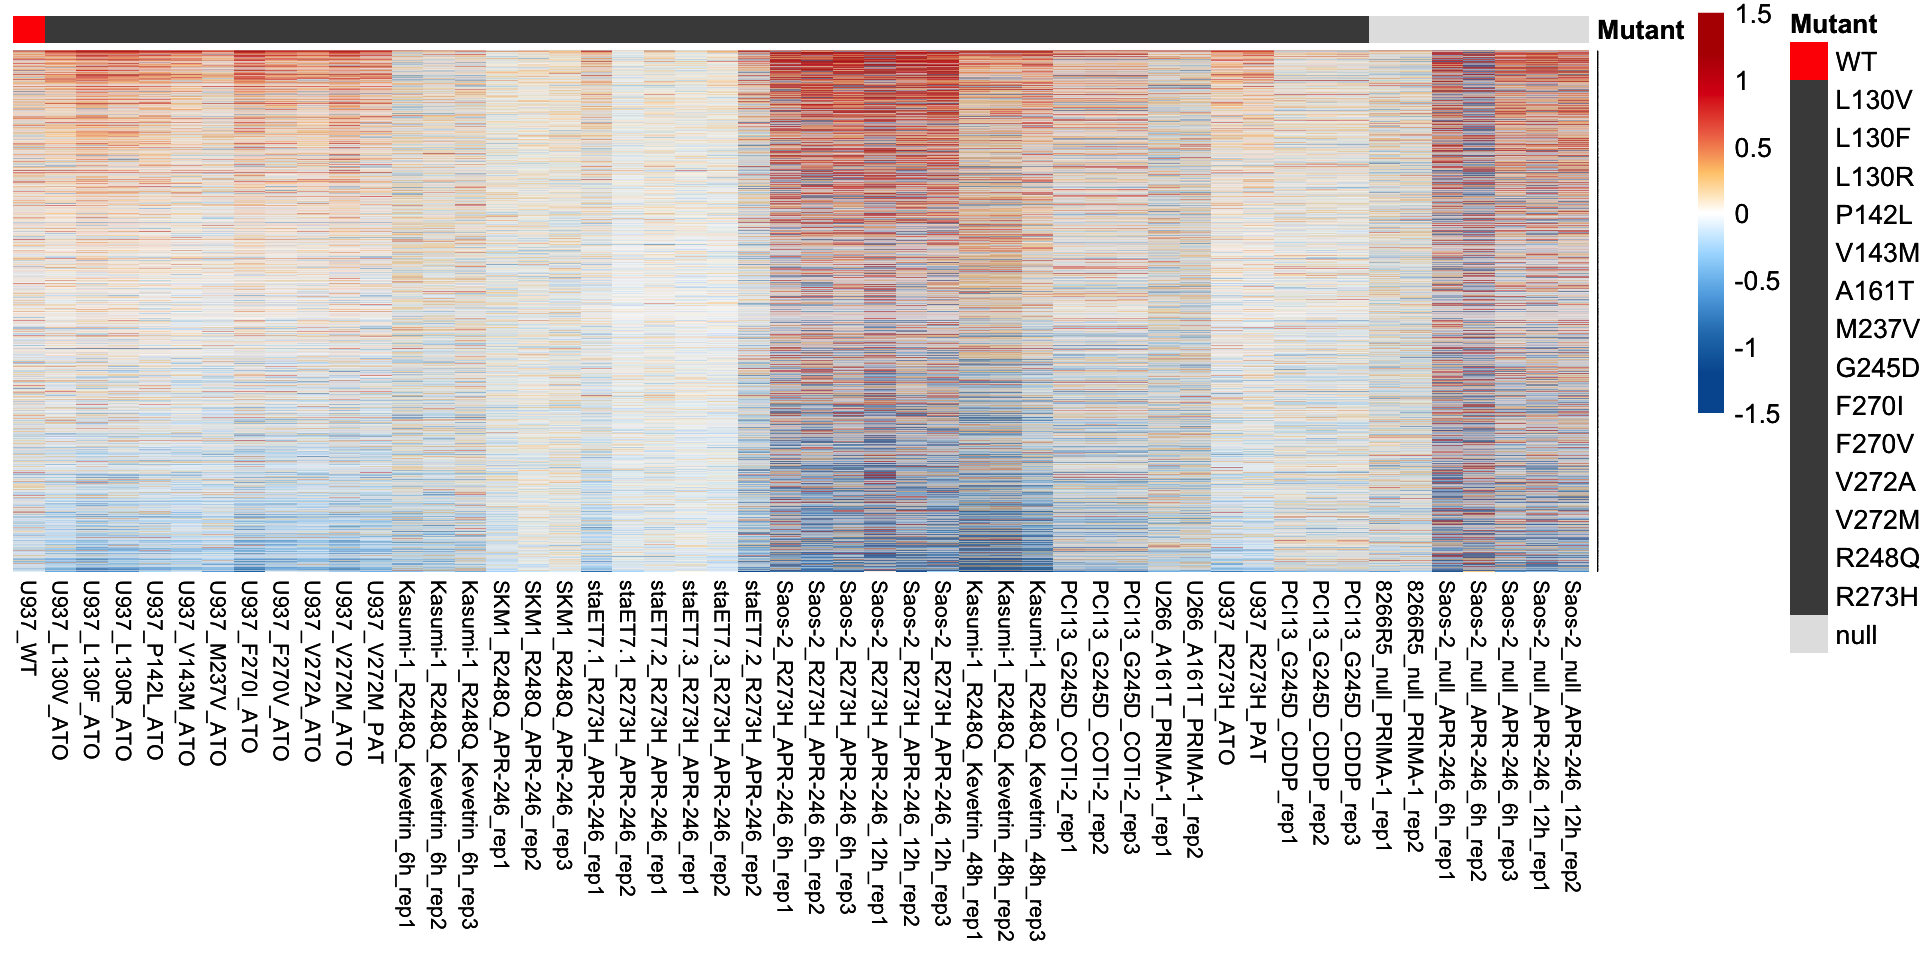 Mutant
1.5
1
0.5
0
-0.5
-1
-1.5
Mutant
WT
L130V
L130F
L130R
P142L
V143M
A161T
M237V
G245D
F270I
F270V
V272A
V272M
R248Q
R273H
null
U937_WT
U937_L130V_ATO
U937_L130F_ATO
U937_L130R_ATO
U937_P142L_ATO
U937_V143M_ATO
U937_M237V_ATO
U937_F270I_ATO
U937_F270V_ATO
U937_V272A_ATO
U937_V272M_ATO
U937_V272M_PAT
Kasumi-1_R248Q_Kevetrin_6h_rep1
Kasumi-1_R248Q_Kevetrin_6h_rep2
Kasumi-1_R248Q_Kevetrin_6h_rep3
SKM1_R248Q_APR-246_rep1
SKM1_R248Q_APR-246_rep2
SKM1_R248Q_APR-246_rep3
staET7.1_R273H_APR-246_rep1
staET7.1_R273H_APR-246_rep2
staET7.2_R273H_APR-246_rep1
staET7.3_R273H_APR-246_rep1
staET7.3_R273H_APR-246_rep2
staET7.2_R273H_APR-246_rep2
Saos-2_R273H_APR-246_6h_rep1
Saos-2_R273H_APR-246_6h_rep2
Saos-2_R273H_APR-246_6h_rep3
Saos-2_R273H_APR-246_12h_rep1
Saos-2_R273H_APR-246_12h_rep2
Saos-2_R273H_APR-246_12h_rep3
Kasumi-1_R248Q_Kevetrin_48h_rep1
Kasumi-1_R248Q_Kevetrin_48h_rep2
Kasumi-1_R248Q_Kevetrin_48h_rep3
PCI13_G245D_COTI-2_rep1
PCI13_G245D_COTI-2_rep2
PCI13_G245D_COTI-2_rep3
U266_A161T_PRIMA-1_rep1
U266_A161T_PRIMA-1_rep2
U937_R273H_ATO
U937_R273H_PAT
PCI13_G245D_CDDP_rep1
PCI13_G245D_CDDP_rep2
PCI13_G245D_CDDP_rep3
8266R5_null_PRIMA-1_rep1
8266R5_null_PRIMA-1_rep2
Saos-2_null_APR-246_6h_rep1
Saos-2_null_APR-246_6h_rep2
Saos-2_null_APR-246_6h_rep3
Saos-2_null_APR-246_12h_rep1
Saos-2_null_APR-246_12h_rep2